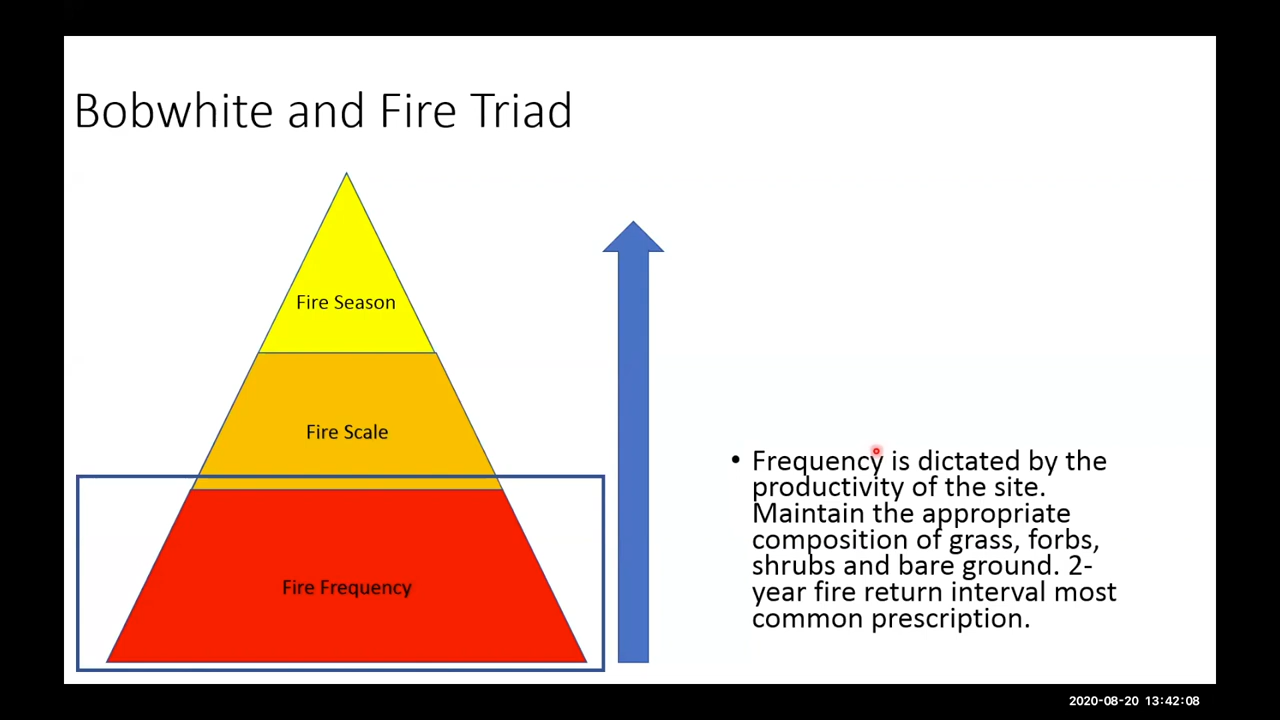 Bobwhite and Fire Triad
Fire Season
Fire Scale
Fire Frequency
• Frequency is dictated by the
productivity of the site.
Maintain the appropriate
composition of grass, forbs,
shrubs and bare ground. 2-
year fire return interval most
common prescription.
2020-08-20 13:42:08